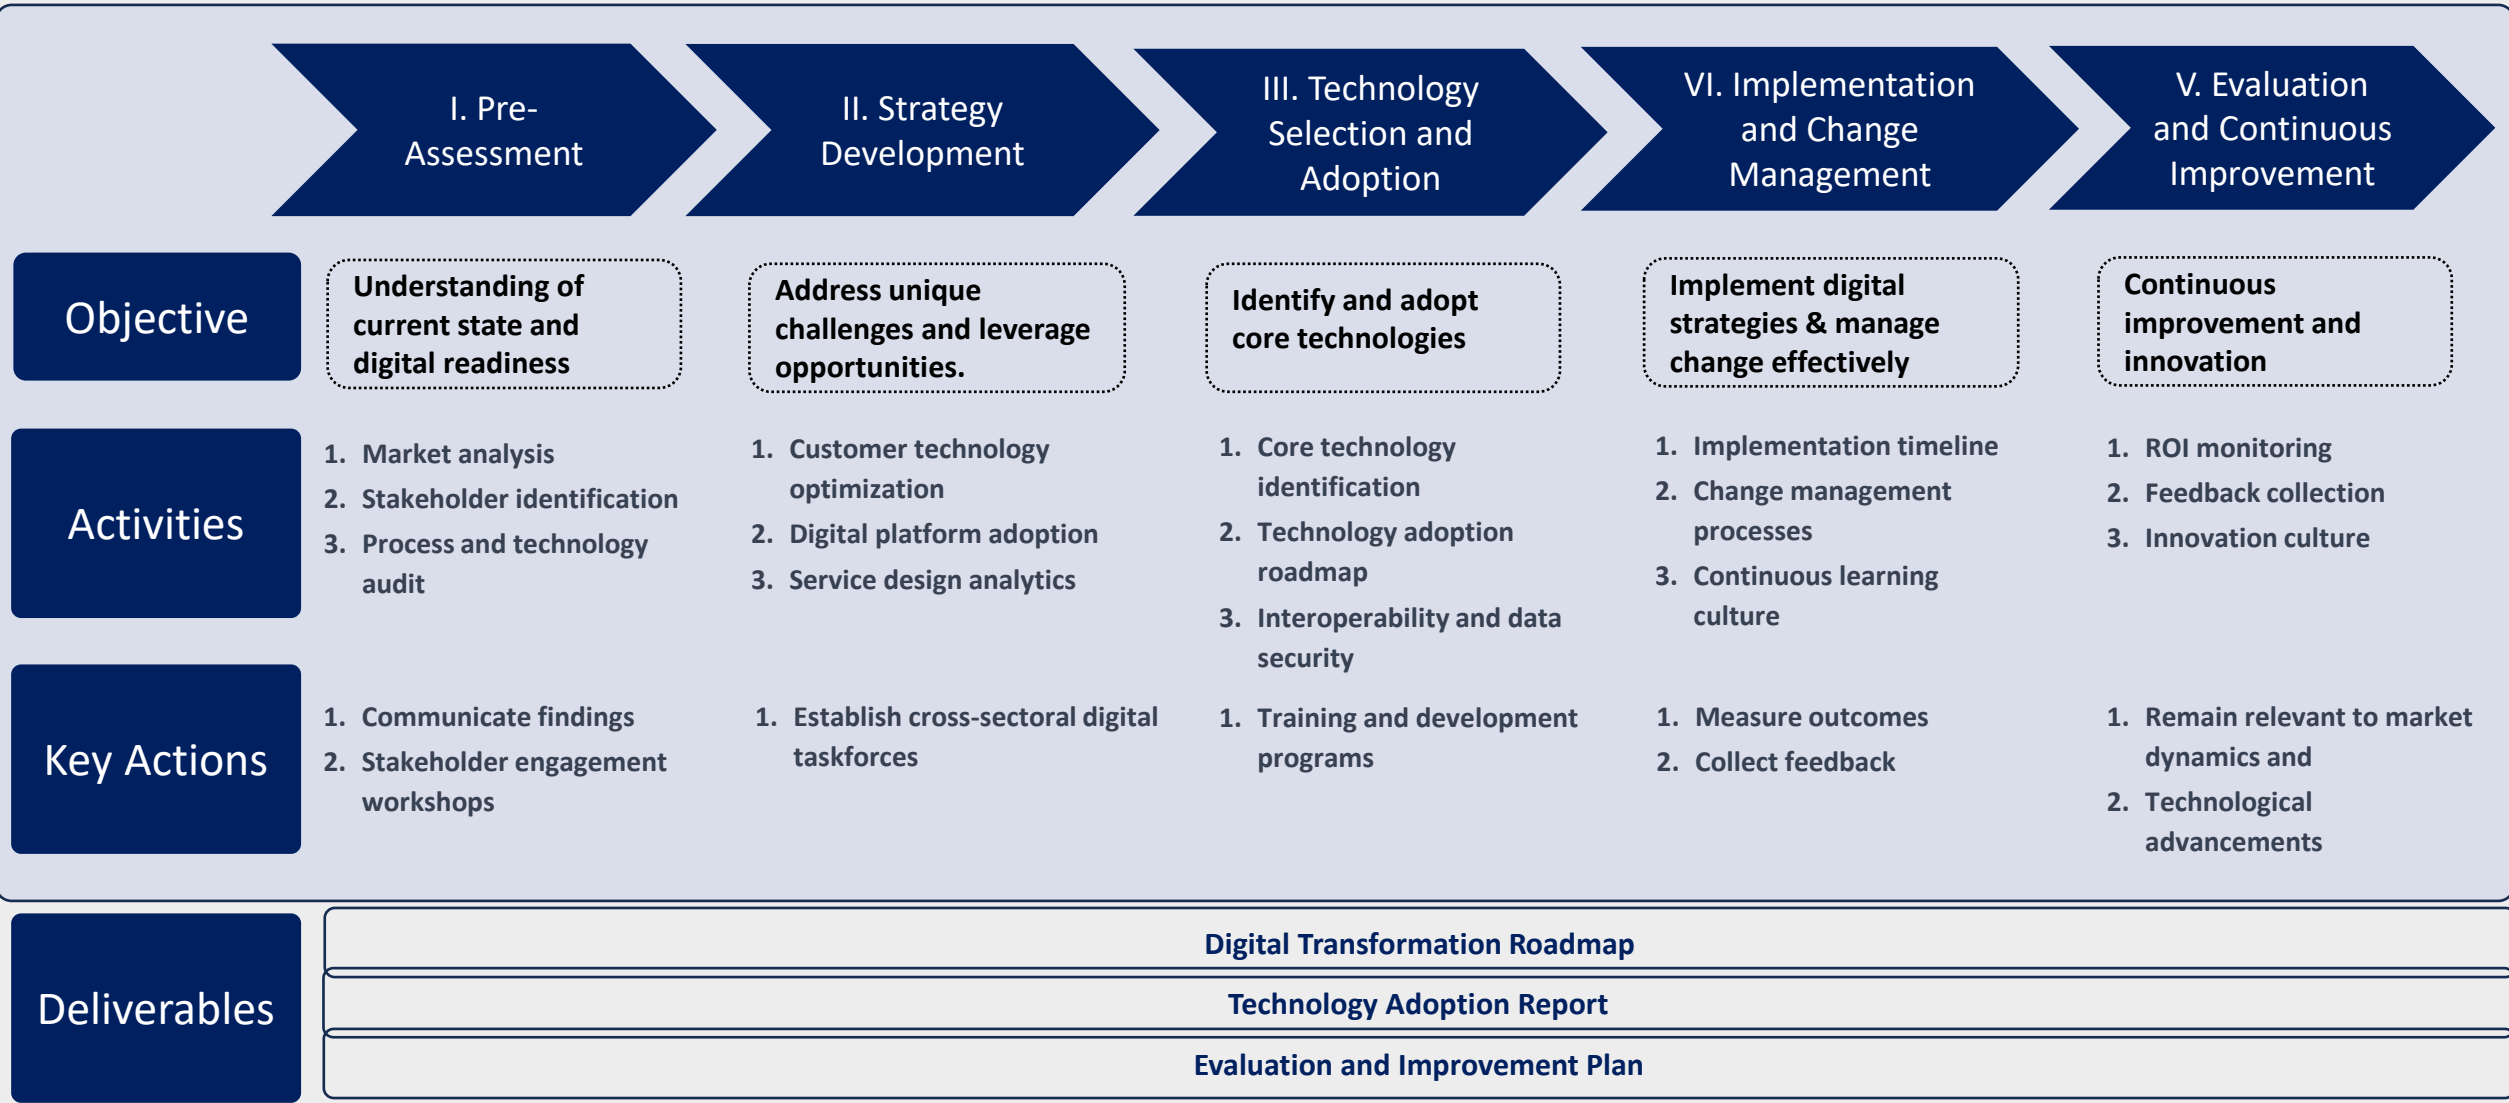 I. Pre-
Assessment
II. Strategy
Development
III. Technology
Selection and
Adoption
VI. Implementation
and Change
Management
V. Evaluation
and Continuous
Improvement
Objective
Understanding of
current state and
digital readiness
Address unique
challenges and leverage
opportunities.
Identify and adopt
core technologies
Implement digital
strategies & manage
change effectively
Continuous
improvement and
innovation
Activities
1. Market analysis
2. Stakeholder identification
3. Process and technology
audit
1. Customer technology
optimization
2. Digital platform adoption
3. Service design analytics
1. Core technology
identification
2. Technology adoption
roadmap
3. Interoperability and data
security
1. Implementation timeline
2. Change management
processes
3. Continuous learning
culture
1. ROI monitoring
2. Feedback collection
3. Innovation culture
Key Actions
1. Communicate findings
2. Stakeholder engagement
workshops
1. Establish cross-sectoral digital
taskforces
1. Training and development
programs
1. Measure outcomes
2. Collect feedback
1. Remain relevant to market
dynamics and
2. Technological
advancements
Deliverables
Digital Transformation Roadmap
Technology Adoption Report
Evaluation and Improvement Plan